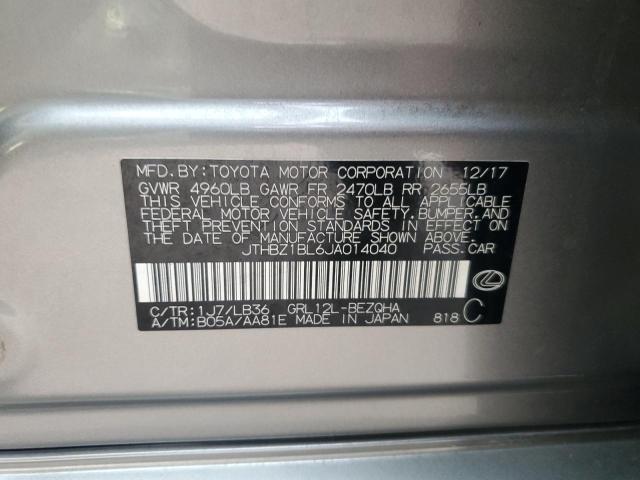 MFD.BY:TOYOTA MOTOR CORPORATION 12/17
GVWR 4960LB GAWR FR 2470LB RR 2655LB
THIS VEHICLE CONFORMS TO ALL APPLICABLE
FEDERAL MOTOR VEHICLE SAFETY,BUMPER,AND
THEFT PREVENTION STANDARDS IN EFFECT ON
THE DATE OF MANUFACTURE SHOWN ABOVE.
JTHBZ1BL6JA014040 PASS.CAR
C/TR:1J7/LB36 GRL12L-BEZQHA
A/TM:B05A/AA81E MADE IN JAPAN 818 C